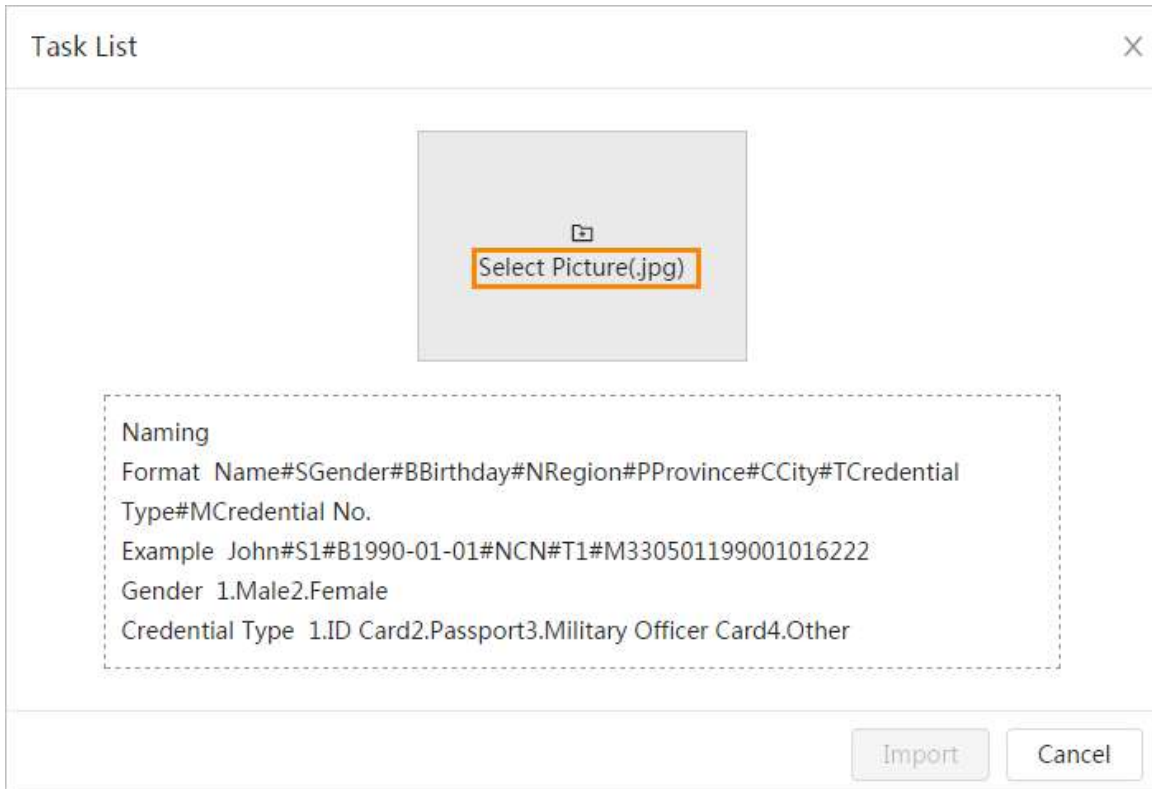 Task List
Select Picture(.jpg)
Naming
Format Name#SGender#BBirthday#NRegion#PProvince#CCity#TCredential
Type#MCredential No.
Example John#S1#B1990-01-01#NCN#T1#M330501199001016222
Gender 1.Male2.Female
Credential Type 1.ID Card2.Passport3.Military Officer Card4.Other
Import Cancel